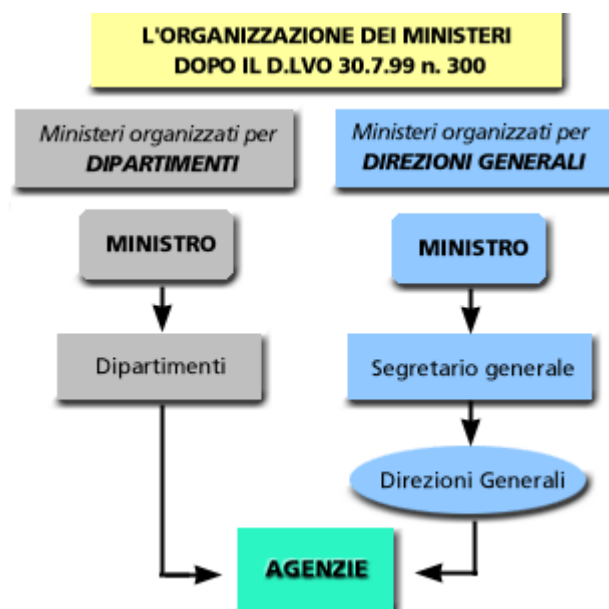 L'ORGANIZZAZIONE DEI MINISTERI
DOPO IL D.LVO 30.7.99 n. 300
Ministeri organizzati per
DIPARTIMENTI
Ministeri organizzati per
DIREZIONI GENERALI
MINISTRO
MINISTRO
Dipartimenti
Segretario generale
Direzioni Generali
AGENZIE